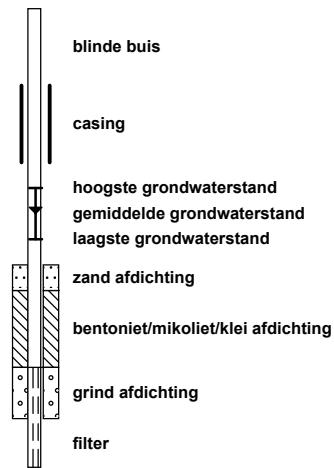 blinde buis
casing
hoogste grondwaterstand
gemiddelde grondwaterstand
laagste grondwaterstand
zand afdichting
bentoniet/mikoliet/klei afdichting
grind afdichting
filter